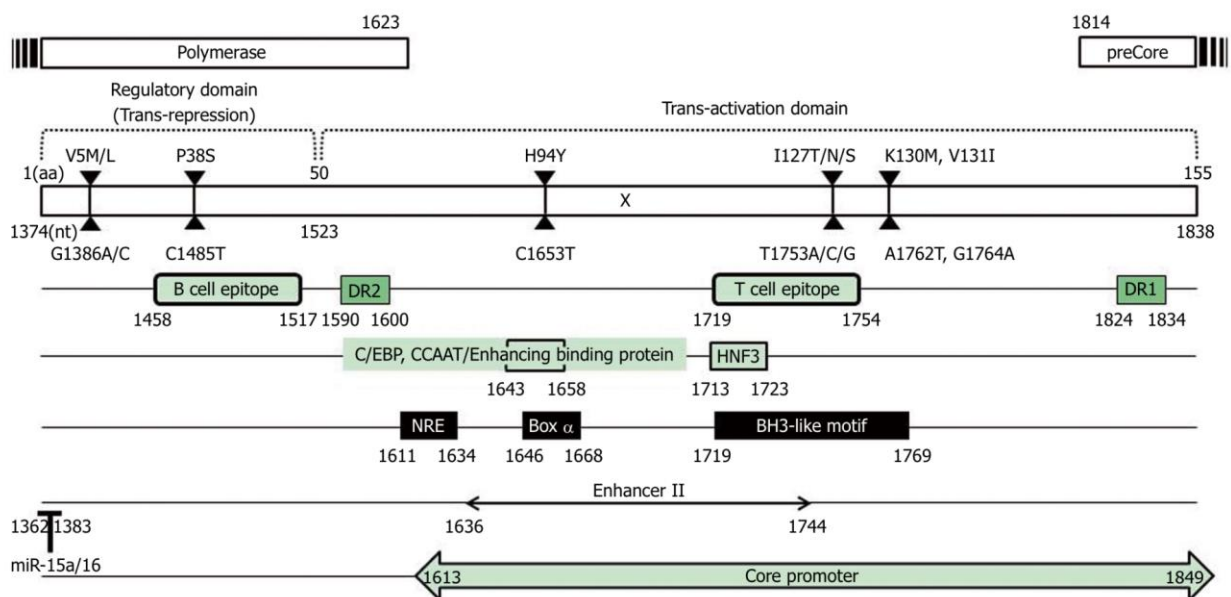 1623
1814
Polymerase
preCore
Regulatory domain
(Trans-repression)
Trans-activation domain
V5M/L
P38S
H94Y
I127T/N/S
K130M, V131I
1(aa)
50
155
X
1374(nt)
1523
1838
G1386A/C
C1485T
C1653T
T1753A/C/G
A1762T, G1764A
B cell epitope
DR2
T cell epitope
DR1
1458
1517
1590
1600
1719
1754
1824
1834
C/EBP, CCAAT/Enhancing binding protein
HNF3
1643
1658
1713
1723
NRE
Box α
BH3-like motif
1611
1634
1646
1668
1719
1769
Enhancer II
1362
1383
1636
1744
miR-15a/16
1613
Core promoter
1849